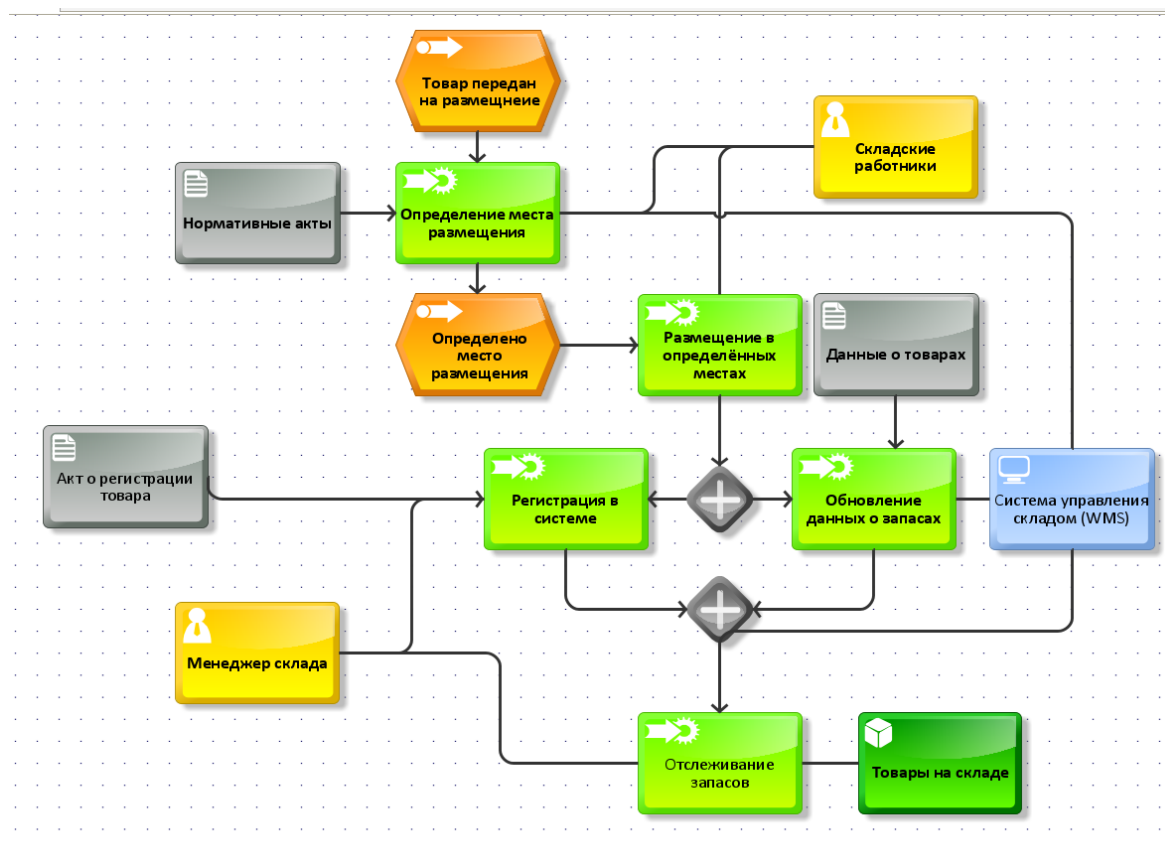 Товар передан
на размещнеие
Складские
работники
Нормативные акты
Определение места
размещения
Определено
место
размещения
Размещение в
определённых
местах
Данные о товарах
Акт о регистрации
товара
Регистрация в
системе
Обновление
данных о запасах
Система управления
складом (WMS)
Менеджер склада
Отслеживание
запасов
Товары на складе